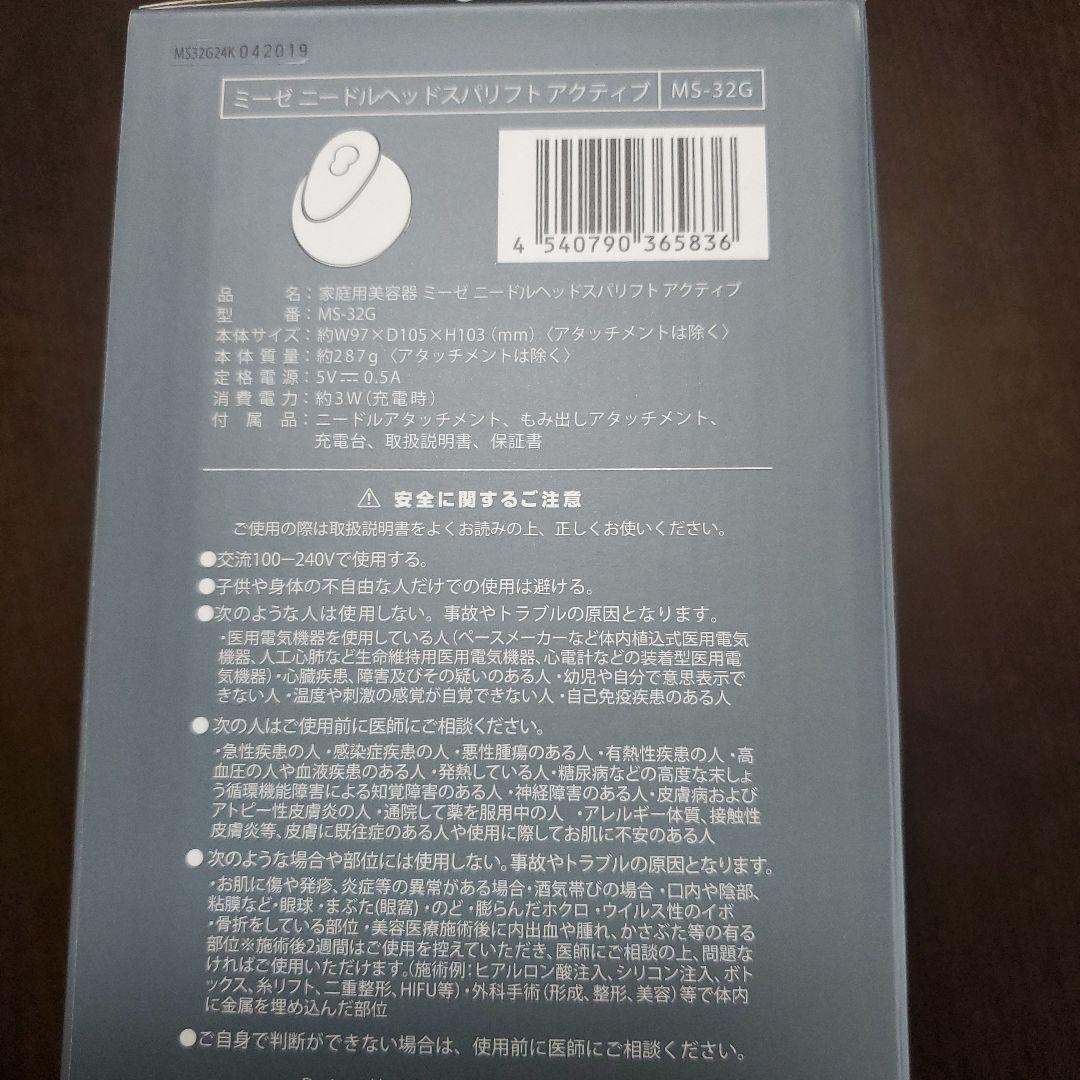 MS32G24K 042019
ミーゼ ニードルヘッドスパリフト アクティブ MS-32G
4 540790 365836
品名：家庭用美容器 ミーゼ ニードルヘッドスパリフト アクティブ
型番：MS-32G
本体サイズ：約W97×D105×H103（mm）〈アタッチメントは除く〉
本体質量：約287g〈アタッチメントは除く〉
定格電源：5V⎓0.5A
消費電力：約3W（充電時）
付属品：ニードルアタッチメント、もみ出しアタッチメント、
充電台、取扱説明書、保証書
⚠ 安全に関するご注意
ご使用の際は取扱説明書をよくお読みの上、正しくお使いください。
●交流100−240Vで使用する。
●子供や身体の不自由な人だけでの使用は避ける。
●次のような人は使用しない。事故やトラブルの原因となります。
・医用電気機器を使用している人（ペースメーカーなど体内植込式医用電気
機器、人工心肺など生命維持用医用電気機器、心電計などの装着型医用電
気機器）・心臓疾患、障害及びその疑いのある人・幼児や自分で意思表示で
きない人・温度や刺激の感覚が自覚できない人・自己免疫疾患のある人
●次の人はご使用前に医師にご相談ください。
・急性疾患の人・感染症疾患の人・悪性腫瘍のある人・有熱性疾患の人・高
血圧の人や血液疾患のある人・発熱している人・糖尿病などの高度な末しょ
う循環機能障害による知覚障害のある人・神経障害のある人・皮膚病および
アトピー性皮膚炎の人・通院して薬を服用中の人 ・アレルギー体質、接触性
皮膚炎等、皮膚に既往症のある人や使用に際してお肌に不安のある人
●次のような場合や部位には使用しない。事故やトラブルの原因となります。
・お肌に傷や発疹、炎症等の異常がある場合・酒気帯びの場合・口内や陰部、
粘膜など・眼球・まぶた(眼窩)・のど・膨らんだホクロ・ウイルス性のイボ
・骨折をしている部位・美容医療施術後に内出血や腫れ、かさぶた等の有る
部位※施術後2週間はご使用を控えていただき、医師にご相談の上、問題な
ければご使用いただけます。（施術例：ヒアルロン酸注入、シリコン注入、ボト
ックス、糸リフト、二重整形、HIFU等）・外科手術（形成、整形、美容）等で体内
に金属を埋め込んだ部位
●ご自身で判断ができない場合は、使用前に医師にご相談ください。